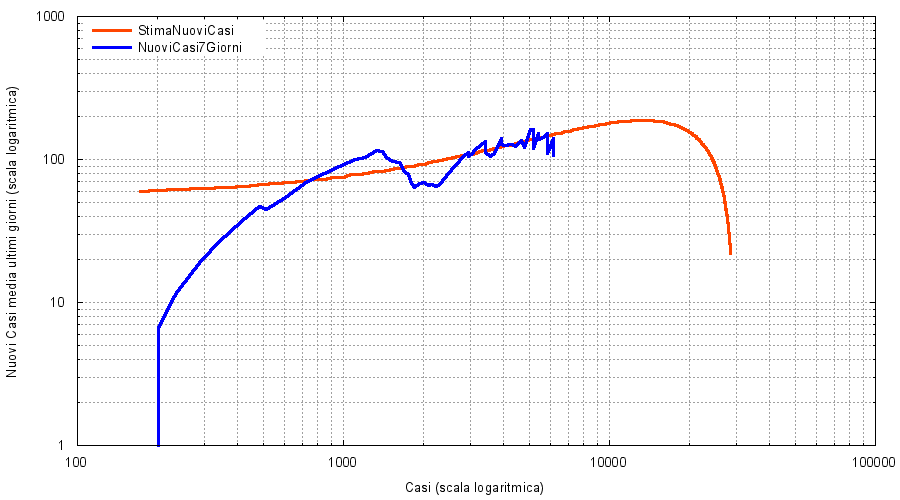 1000
StimaNuoviCasi
NuoviCasi7Giorni
100
10
1
100
1000
10000
100000
Nuovi Casi media ultimi giorni (scala logaritmica)
Casi (scala logaritmica)